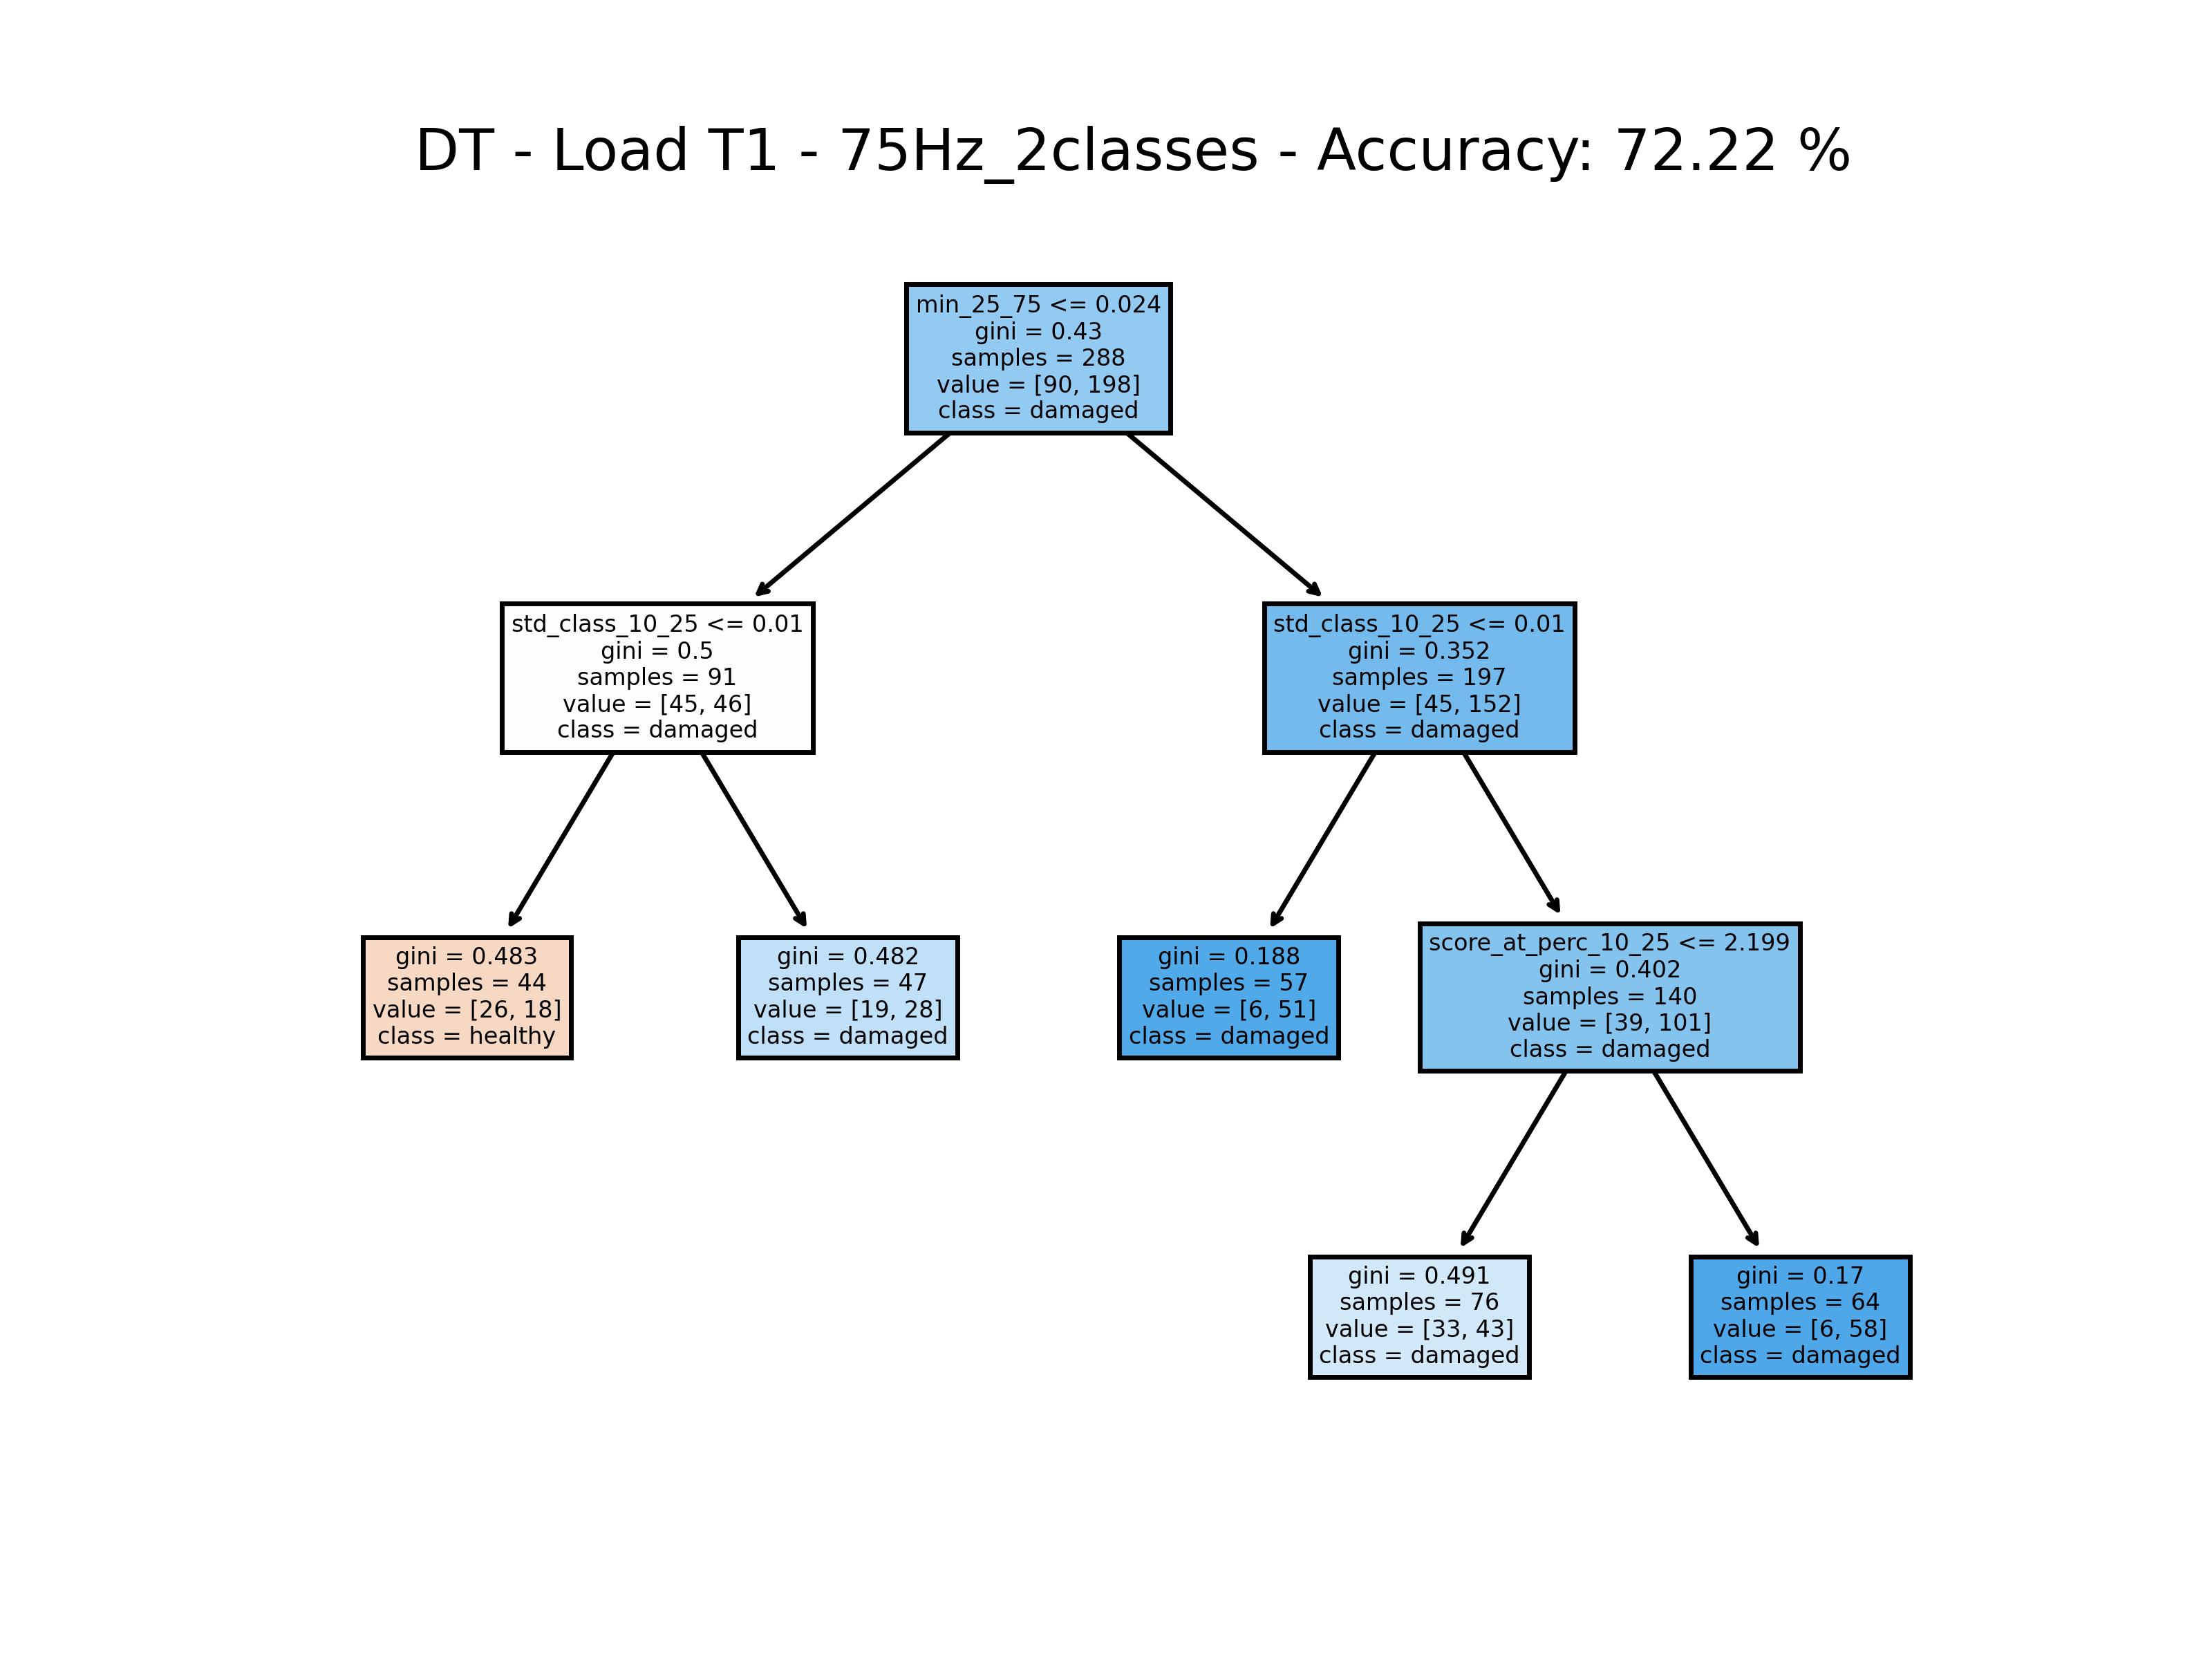 DT - Load T1 - 75Hz_2classes - Accuracy: 72.22 %
min_25_75 <= 0.024
gini = 0.43
samples = 288
value = [90, 198]
class = damaged
std_class_10_25 <= 0.01
gini = 0.5
samples = 91
value = [45, 46]
class = damaged
std_class_10_25 <= 0.01
gini = 0.352
samples = 197
value = [45, 152]
class = damaged
gini = 0.483
samples = 44
value = [26, 18]
class = healthy
gini = 0.482
samples = 47
value = [19, 28]
class = damaged
gini = 0.188
samples = 57
value = [6, 51]
class = damaged
score_at_perc_10_25 <= 2.199
gini = 0.402
samples = 140
value = [39, 101]
class = damaged
gini = 0.491
samples = 76
value = [33, 43]
class = damaged
gini = 0.17
samples = 64
value = [6, 58]
class = damaged